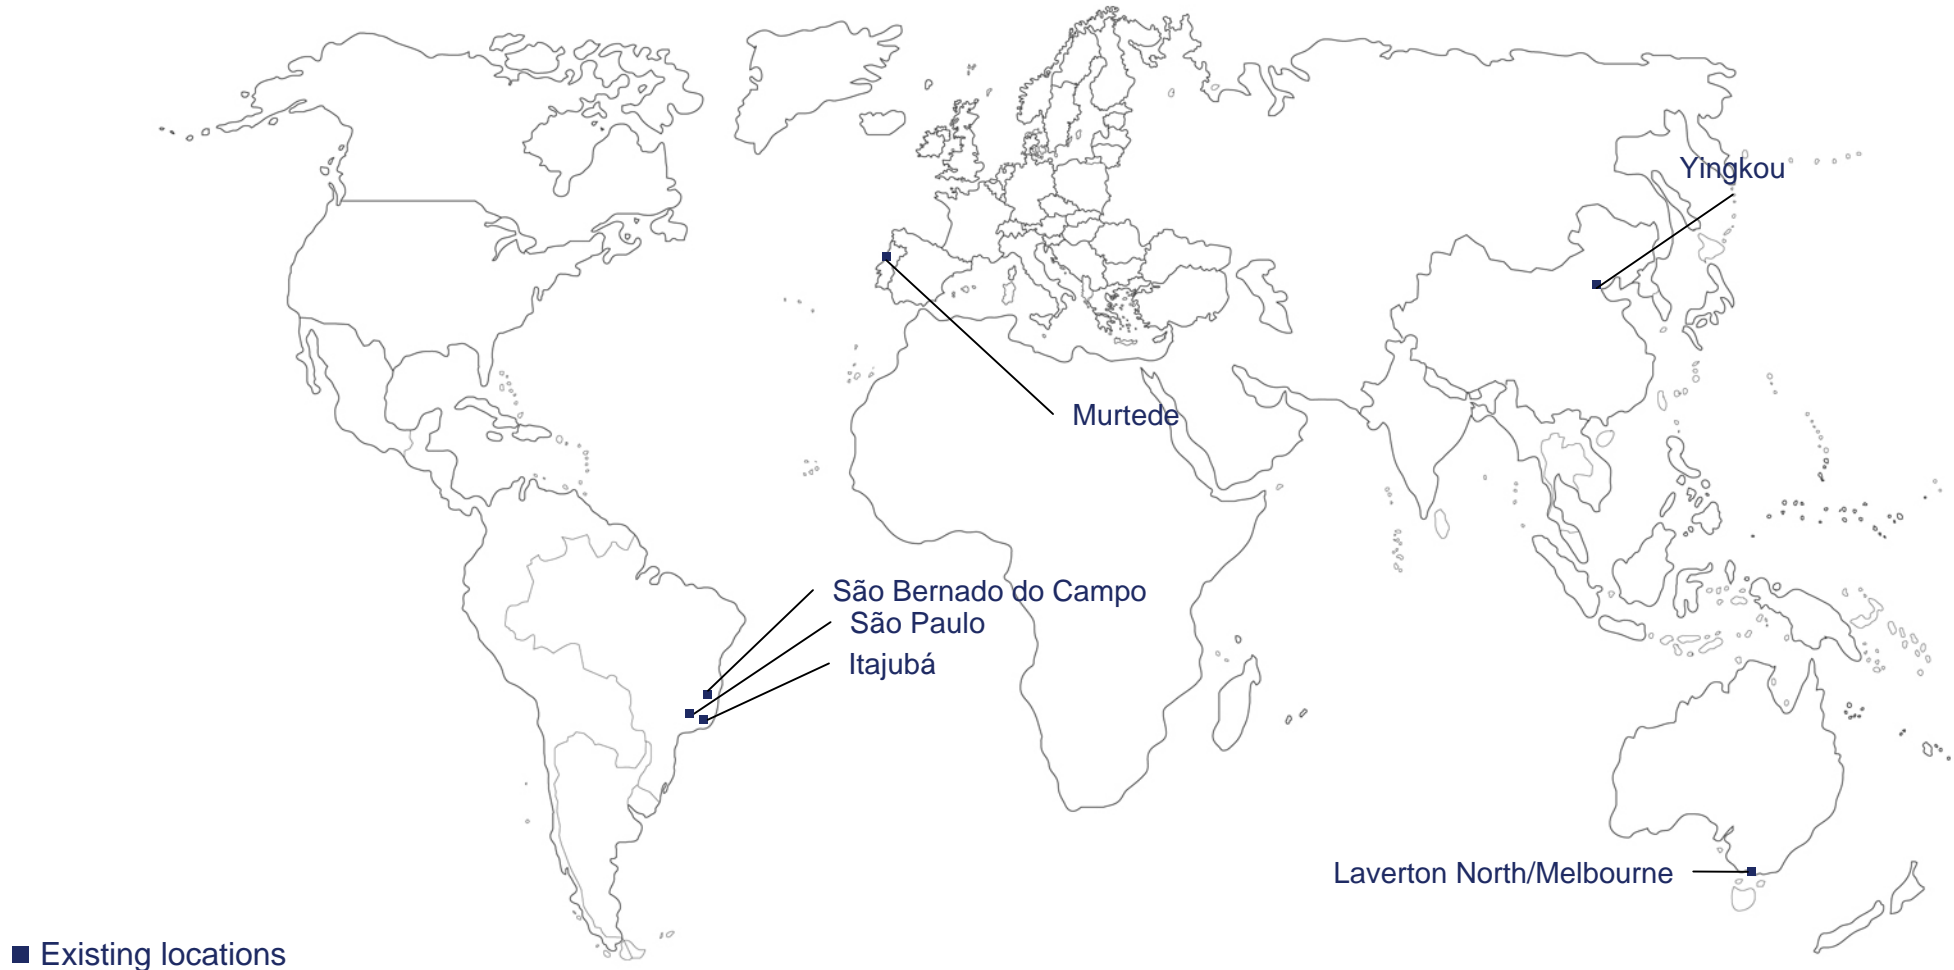 Yingkou
Murtede
São Bernado do Campo
São Paulo
Itajubá
Laverton North/Melbourne
Existing locations